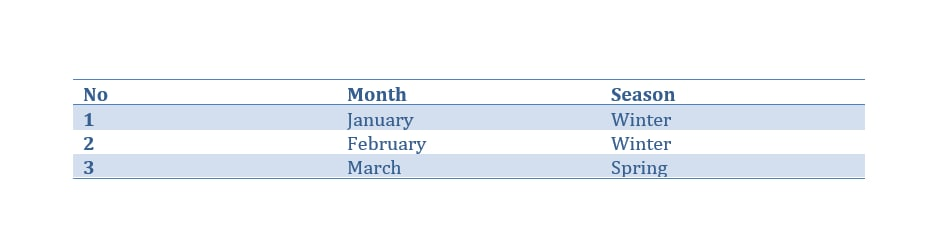 No Month Season
1 January Winter
2 February Winter
3 March Spring